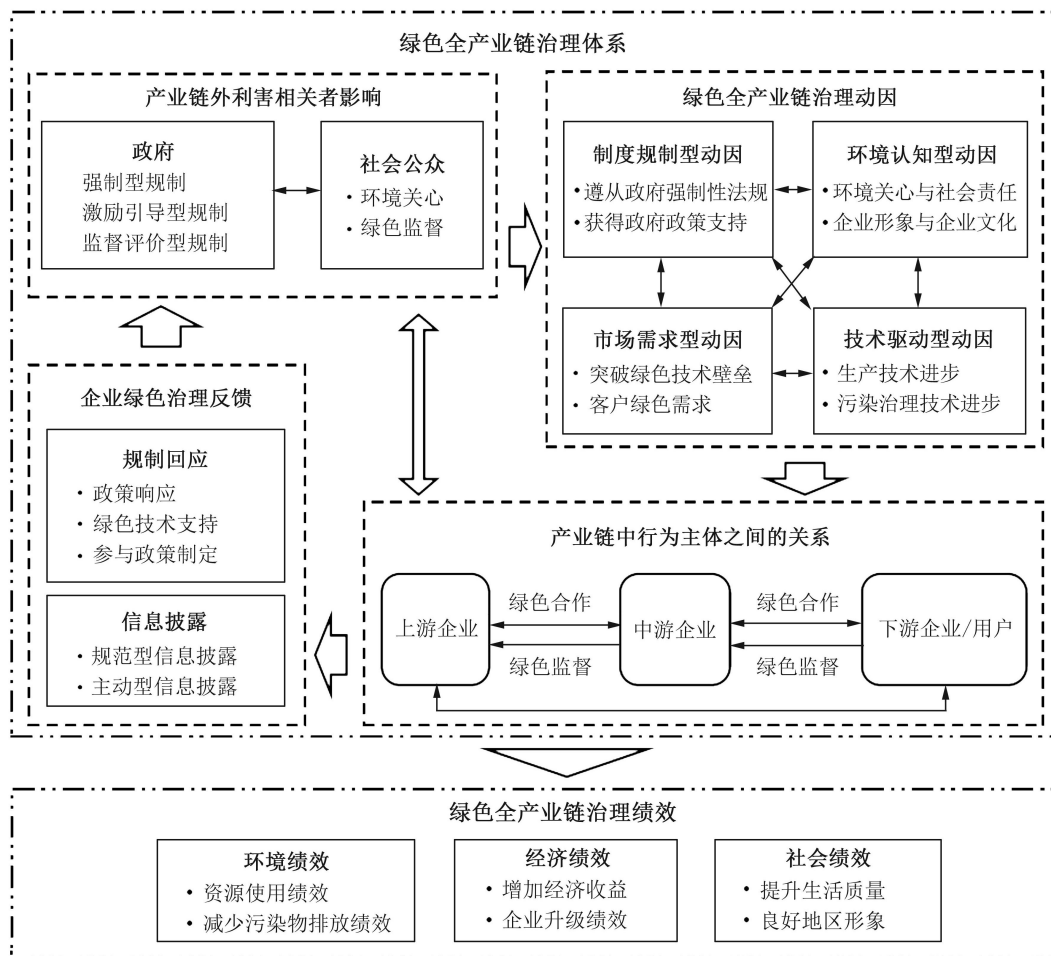 绿色全产业链治理体系
产业链外利害相关者影响
政府
强制型规制
激励引导型规制
监督评价型规制
社会公众
• 环境关心
• 绿色监督
绿色全产业链治理动因
制度规制型动因
• 遵从政府强制性法规
• 获得政府政策支持
环境认知型动因
• 环境关心与社会责任
• 企业形象与企业文化
市场需求型动因
• 突破绿色技术壁垒
• 客户绿色需求
技术驱动型动因
• 生产技术进步
• 污染治理技术进步
企业绿色治理反馈
规制回应
• 政策响应
• 绿色技术支持
• 参与政策制定
信息披露
• 规范型信息披露
• 主动型信息披露
产业链中行为主体之间的关系
上游企业
绿色合作
绿色监督
中游企业
绿色合作
绿色监督
下游企业/用户
绿色全产业链治理绩效
环境绩效
• 资源使用绩效
• 减少污染物排放绩效
经济绩效
• 增加经济收益
• 企业升级绩效
社会绩效
• 提升生活质量
• 良好地区形象